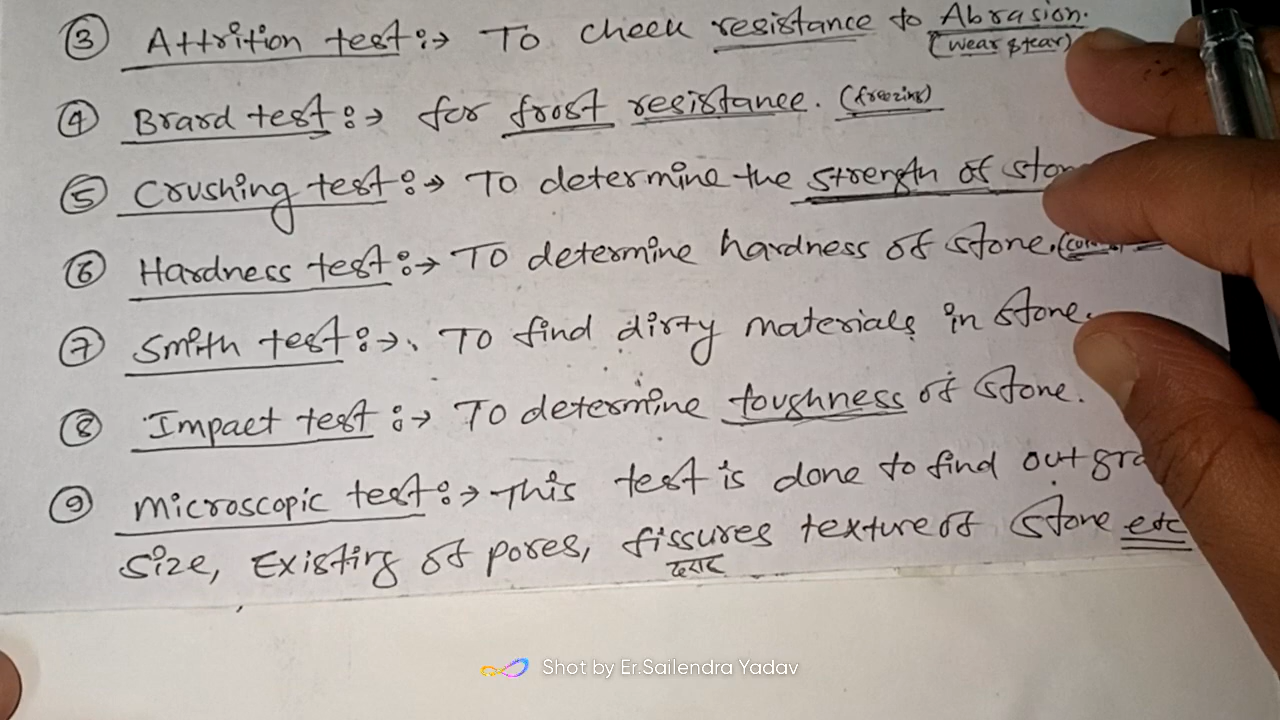 ③ Attrition test:→ To check resistance to Abrasion.
(wear & tear)
④ Brard test:→ for frost resistance. (freezing)
⑤ Crushing test:→ To determine the strength of
⑥ Hardness test:→ To determine hardness of stone.
⑦ Smith test:→. To find dirty materials in stone.
⑧ Impact test:→ To determine toughness of stone.
⑨ Microscopic test:→ This test is done to find out
size, Existing of pores, fissures texture of stone etc
दरार
Shot by Er.Sailendra Yadav